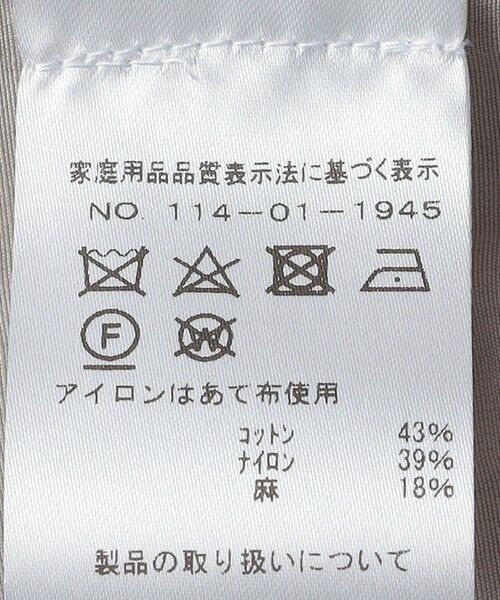 家庭用品品質表示法に基づく表示
NO. 114-01-1945
F W
アイロンはあて布使用
コットン 43%
ナイロン 39%
麻 18%
製品の取り扱いについて